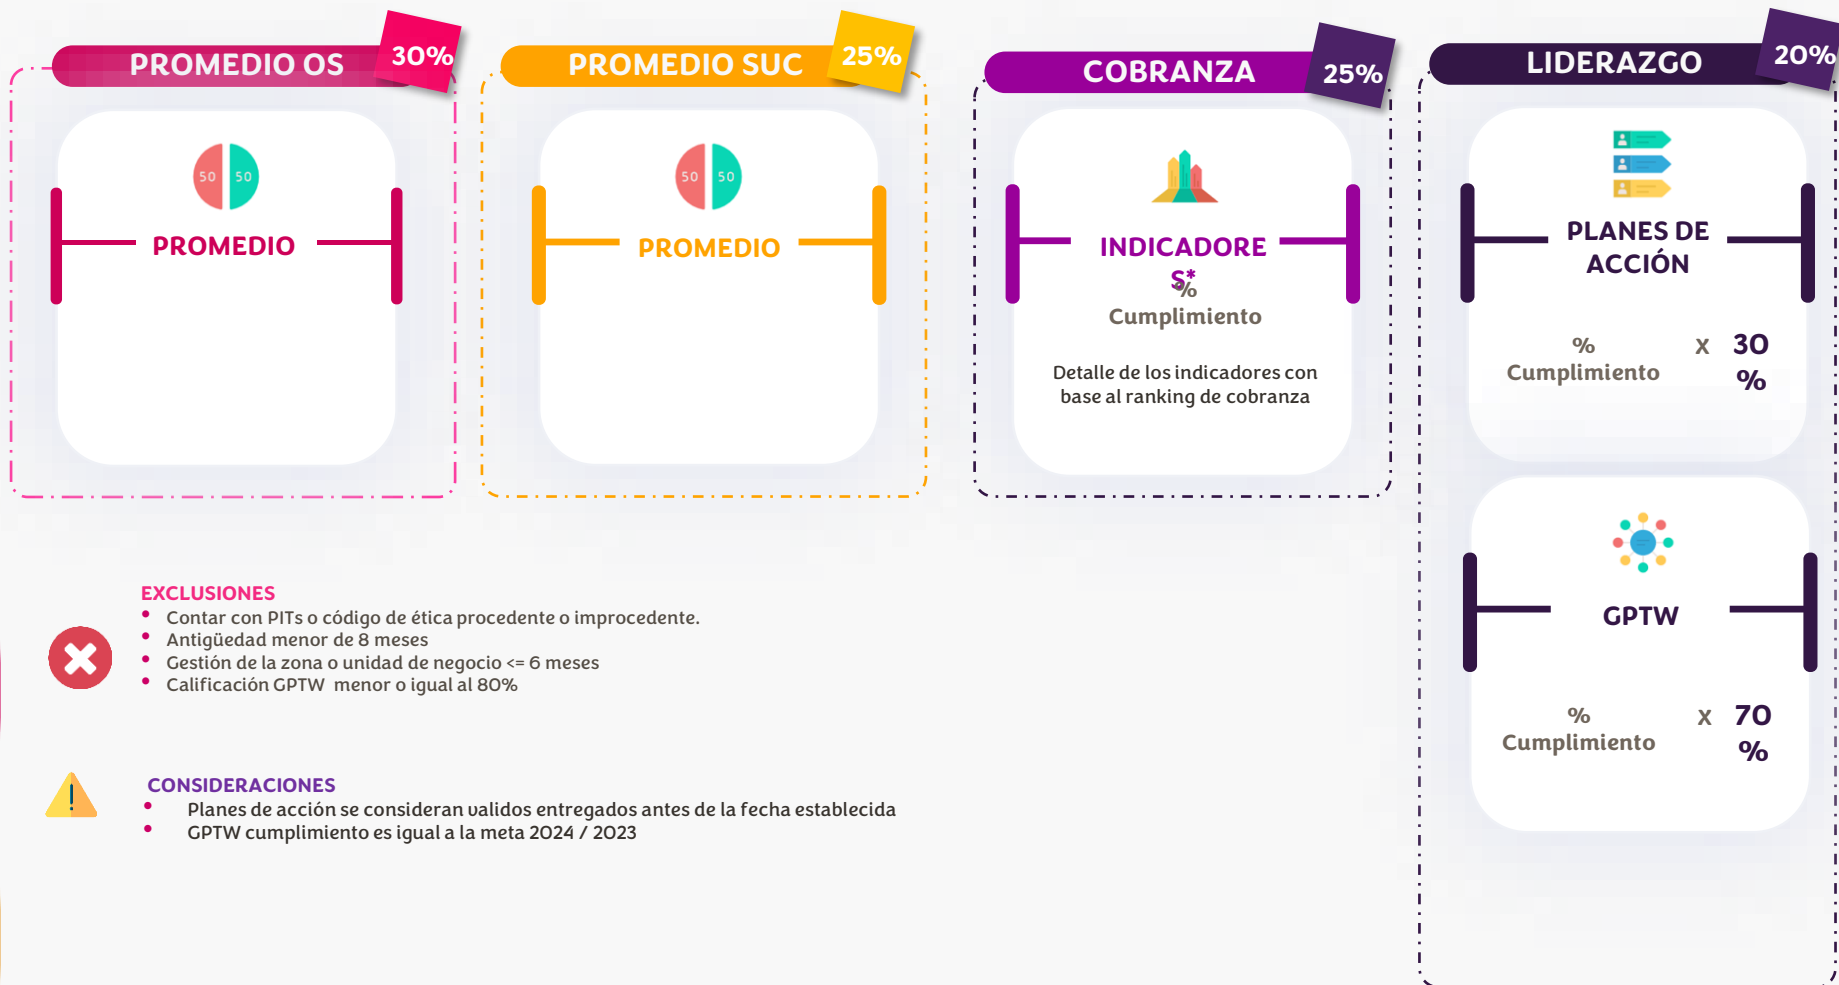 PROMEDIO OS
30%
50 50
PROMEDIO
PROMEDIO SUC
25%
50 50
PROMEDIO
COBRANZA
25%
INDICADORE
S*
%
Cumplimiento
Detalle de los indicadores con
base al ranking de cobranza
LIDERAZGO
20%
PLANES DE
ACCIÓN
%
Cumplimiento
X
30
%
GPTW
%
Cumplimiento
X
70
%
EXCLUSIONES
• Contar con PITs o código de ética procedente o improcedente.
• Antigüedad menor de 8 meses
• Gestión de la zona o unidad de negocio <= 6 meses
• Calificación GPTW menor o igual al 80%
CONSIDERACIONES
• Planes de acción se consideran validos entregados antes de la fecha establecida
• GPTW cumplimiento es igual a la meta 2024 / 2023